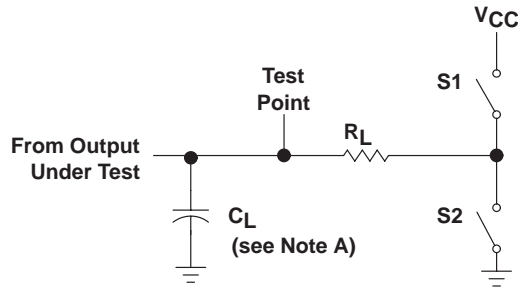 VCC
Test
Point
S1
RL
From Output
Under Test
CL
(see Note A)
S2